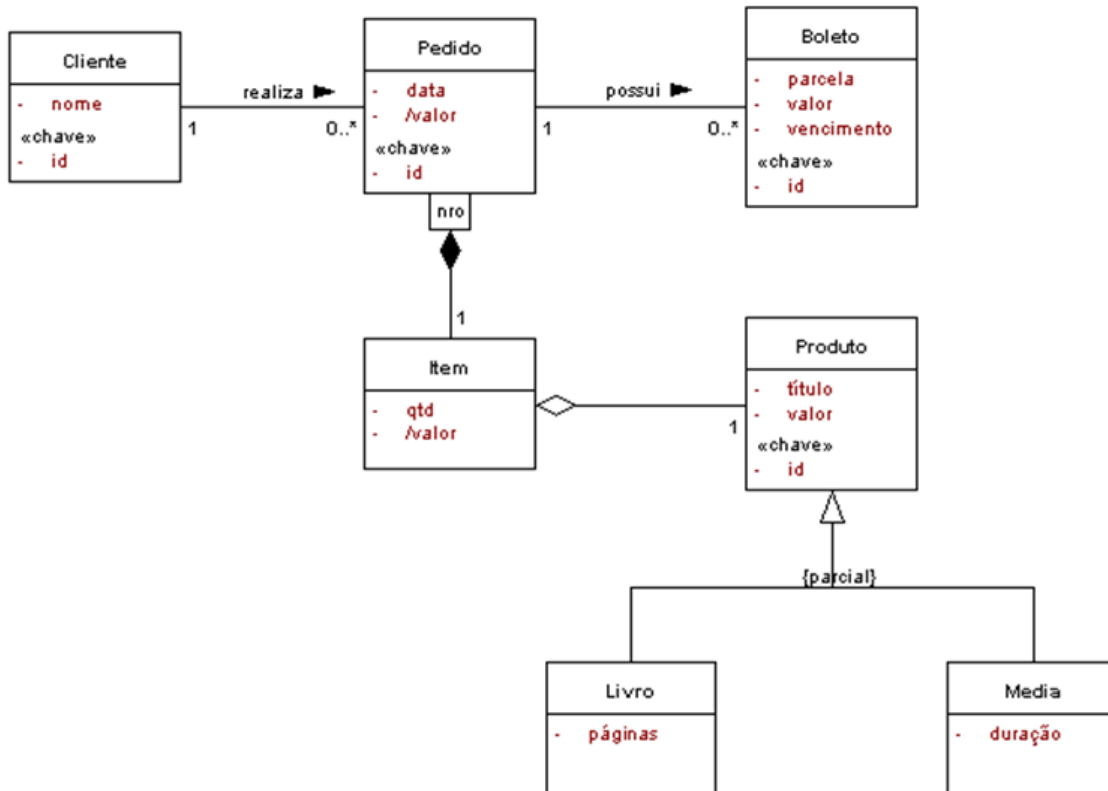 Cliente
- nome
«chave»
- id
realiza
1
0..*
Pedido
- data
- /valor
«chave»
- id
nro
possui
1
0..*
Boleto
- parcela
- valor
- vencimento
«chave»
- id
1
Item
- qtd
- /valor
1
Produto
- título
- valor
«chave»
- id
{parcial}
Livro
- páginas
Media
- duração